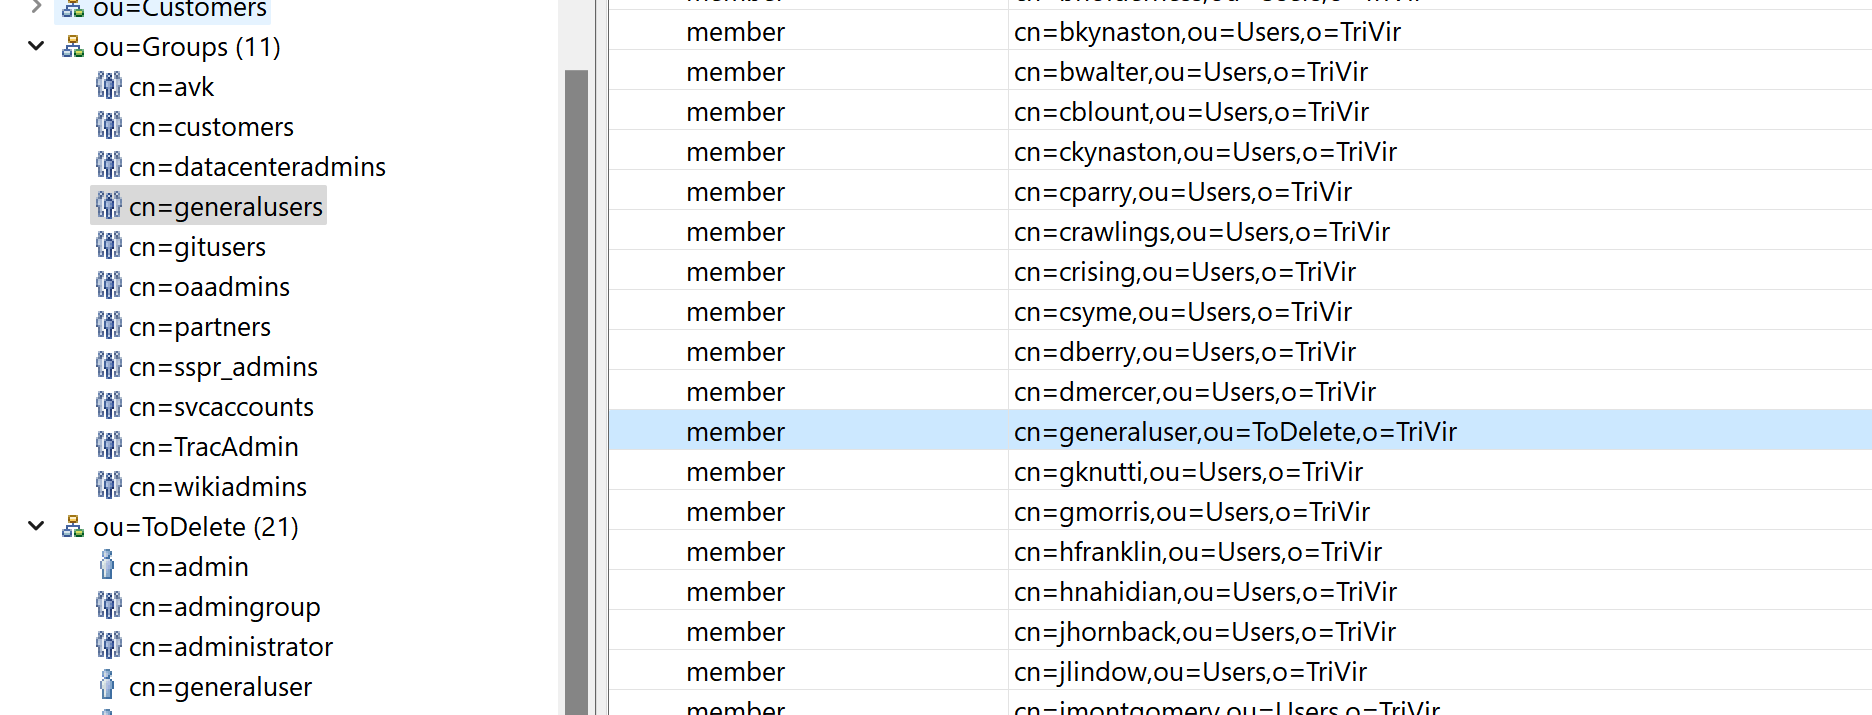 ou=Customers
ou=Groups (11)
cn=avk
cn=customers
cn=datacenteradmins
cn=generalusers
cn=gitusers
cn=oaadmins
cn=partners
cn=sspr_admins
cn=svcaccounts
cn=TracAdmin
cn=wikiadmins
ou=ToDelete (21)
cn=admin
cn=admingroup
cn=administrator
cn=generaluser
member cn=bkynaston,ou=Users,o=TriVir
member cn=bwalter,ou=Users,o=TriVir
member cn=cblount,ou=Users,o=TriVir
member cn=ckynaston,ou=Users,o=TriVir
member cn=cparry,ou=Users,o=TriVir
member cn=crawlings,ou=Users,o=TriVir
member cn=crising,ou=Users,o=TriVir
member cn=csyme,ou=Users,o=TriVir
member cn=dberry,ou=Users,o=TriVir
member cn=dmercer,ou=Users,o=TriVir
member cn=generaluser,ou=ToDelete,o=TriVir
member cn=gknutti,ou=Users,o=TriVir
member cn=gmorris,ou=Users,o=TriVir
member cn=hfranklin,ou=Users,o=TriVir
member cn=hnahidian,ou=Users,o=TriVir
member cn=jhornback,ou=Users,o=TriVir
member cn=jlindow,ou=Users,o=TriVir
member cn=jmontgomery,ou=Users,o=TriVir